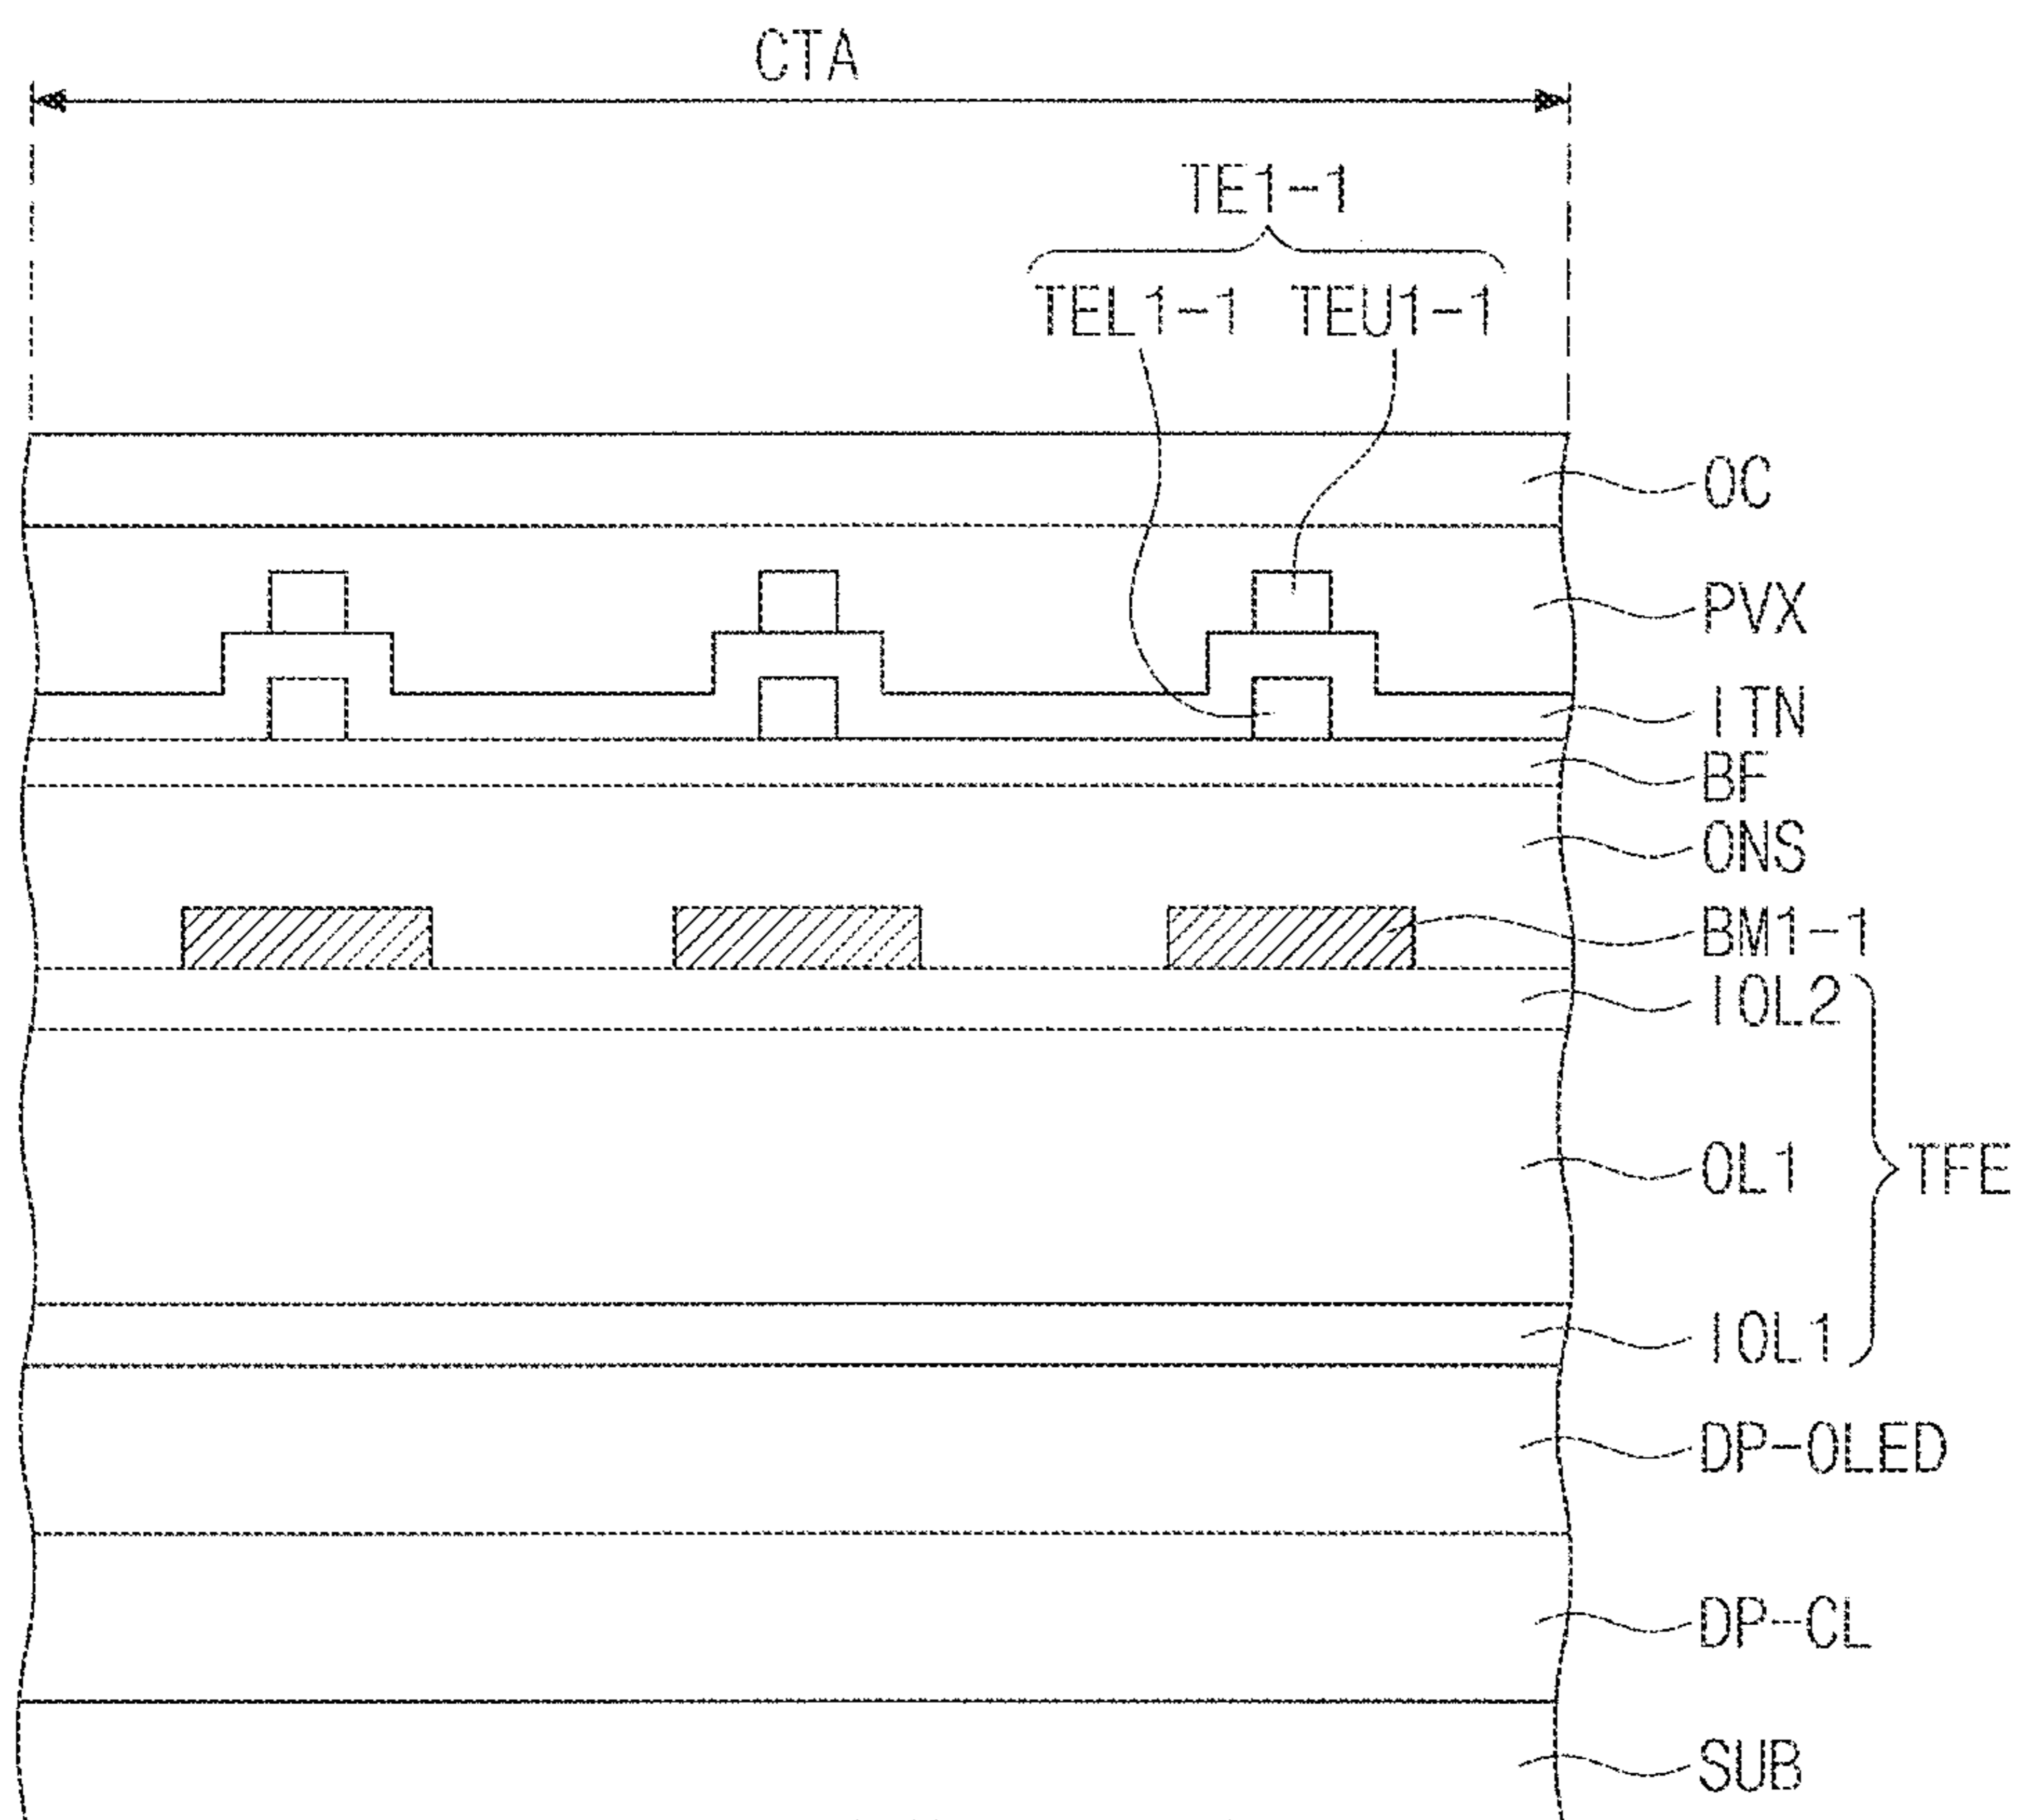 CTA
TE1-1
TEL1-1 TEU1-1
OC
PVX
ITN
BF
ONS
BM1-1
IOL2
OL1
TFE
IOL1
DP-OLED
DP-CL
SUB